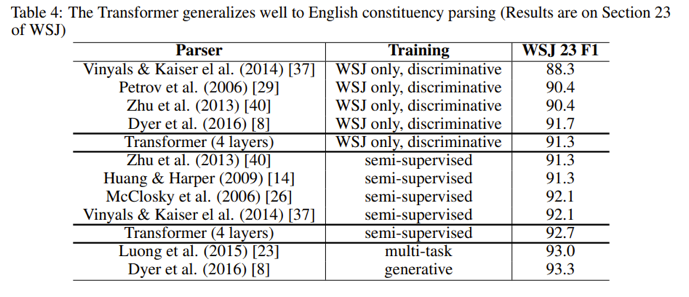 Table 4: The Transformer generalizes well to English constituency parsing (Results are on Section 23
of WSJ)
Parser Training WSJ 23 F1
Vinyals & Kaiser el al. (2014) [37] WSJ only, discriminative 88.3
Petrov et al. (2006) [29] WSJ only, discriminative 90.4
Zhu et al. (2013) [40] WSJ only, discriminative 90.4
Dyer et al. (2016) [8] WSJ only, discriminative 91.7
Transformer (4 layers) WSJ only, discriminative 91.3
Zhu et al. (2013) [40] semi-supervised 91.3
Huang & Harper (2009) [14] semi-supervised 91.3
McClosky et al. (2006) [26] semi-supervised 92.1
Vinyals & Kaiser el al. (2014) [37] semi-supervised 92.1
Transformer (4 layers) semi-supervised 92.7
Luong et al. (2015) [23] multi-task 93.0
Dyer et al. (2016) [8] generative 93.3